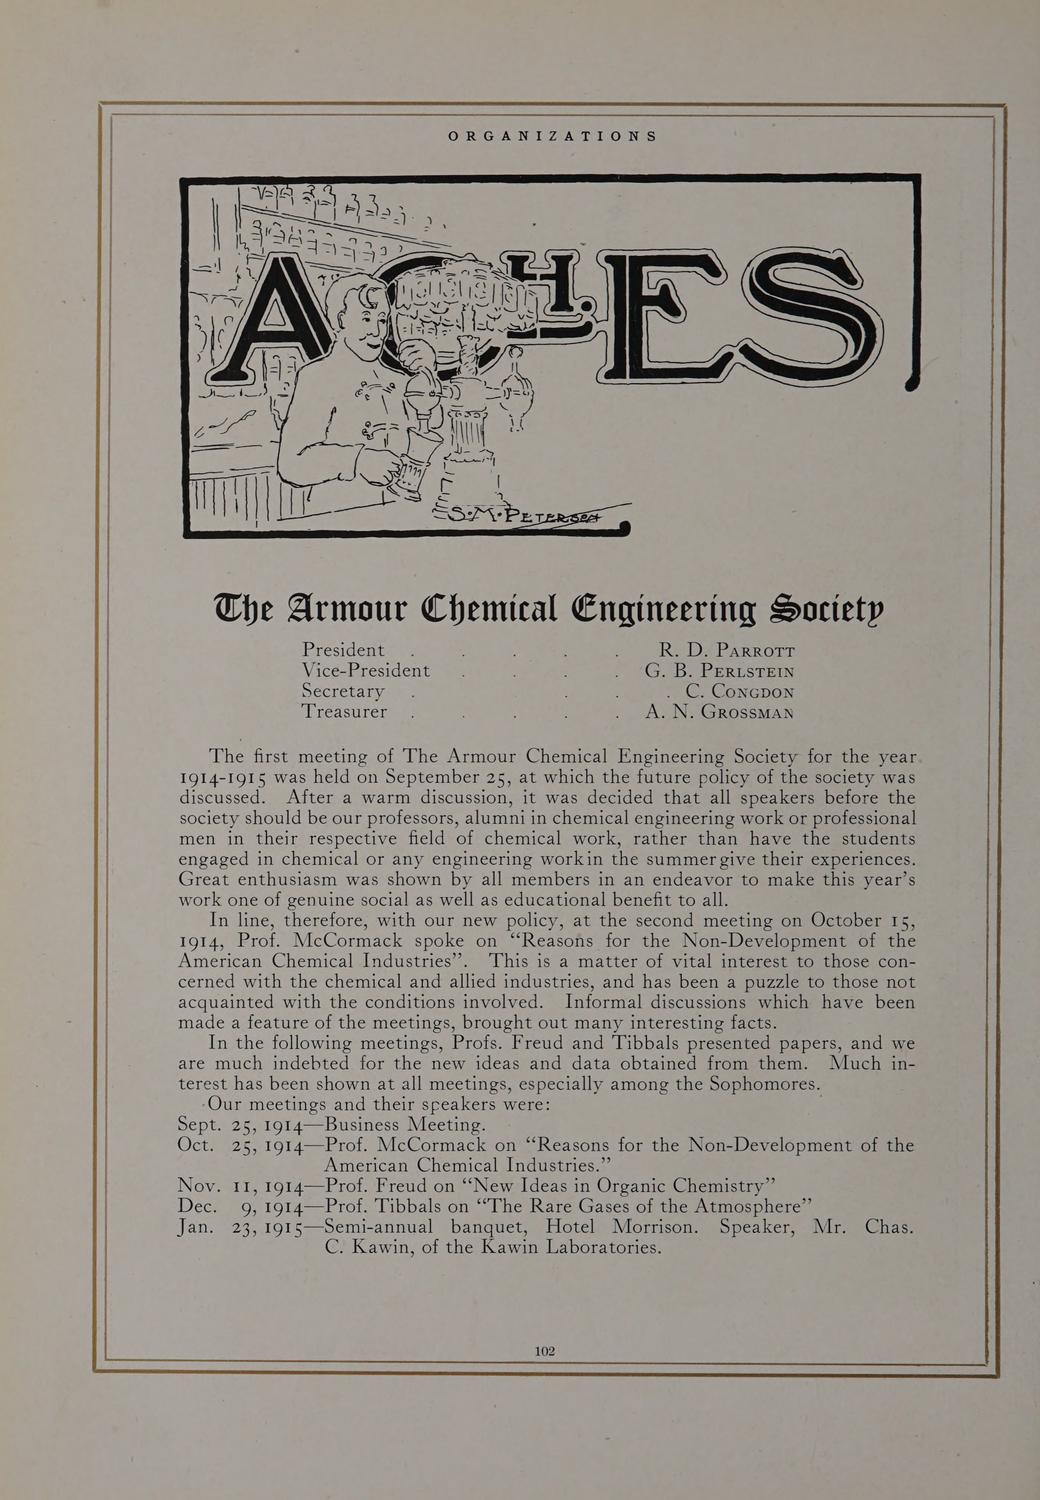 ORGANIZATIONS
A.CH.ES
S.M.PETERSON
The Armour Chemical Engineering Society
President . . . . . R. D. PARROTT
Vice-President . . . . G. B. PERLSTEIN
Secretary . . . . C. CONGDON
Treasurer . . . . . A. N. GROSSMAN
The first meeting of The Armour Chemical Engineering Society for the year
1914-1915 was held on September 25, at which the future policy of the society was
discussed. After a warm discussion, it was decided that all speakers before the
society should be our professors, alumni in chemical engineering work or professional
men in their respective field of chemical work, rather than have the students
engaged in chemical or any engineering workin the summer give their experiences.
Great enthusiasm was shown by all members in an endeavor to make this year's
work one of genuine social as well as educational benefit to all.
In line, therefore, with our new policy, at the second meeting on October 15,
1914, Prof. McCormack spoke on “Reasons for the Non-Development of the
American Chemical Industries”. This is a matter of vital interest to those con-
cerned with the chemical and allied industries, and has been a puzzle to those not
acquainted with the conditions involved. Informal discussions which have been
made a feature of the meetings, brought out many interesting facts.
In the following meetings, Profs. Freud and Tibbals presented papers, and we
are much indebted for the new ideas and data obtained from them. Much in-
terest has been shown at all meetings, especially among the Sophomores.
Our meetings and their speakers were:
Sept. 25, 1914—Business Meeting.
Oct. 25, 1914—Prof. McCormack on “Reasons for the Non-Development of the
American Chemical Industries.”
Nov. 11, 1914—Prof. Freud on “New Ideas in Organic Chemistry”
Dec. 9, 1914—Prof. Tibbals on “The Rare Gases of the Atmosphere”
Jan. 23, 1915—Semi-annual banquet, Hotel Morrison. Speaker, Mr. Chas.
C. Kawin, of the Kawin Laboratories.
102